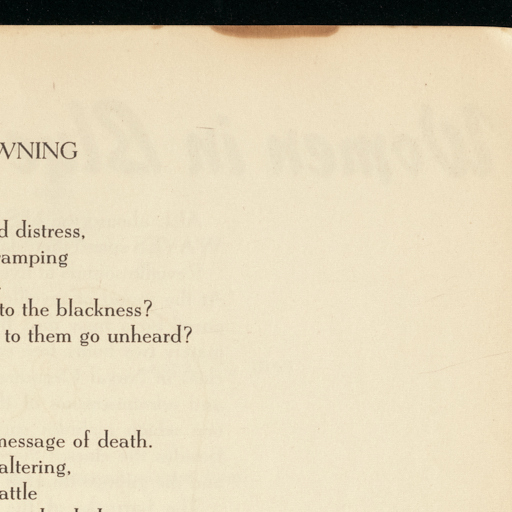 WNING
d distress,
amping
to the blackness?
to them go unheard?
message of death.
altering,
attle